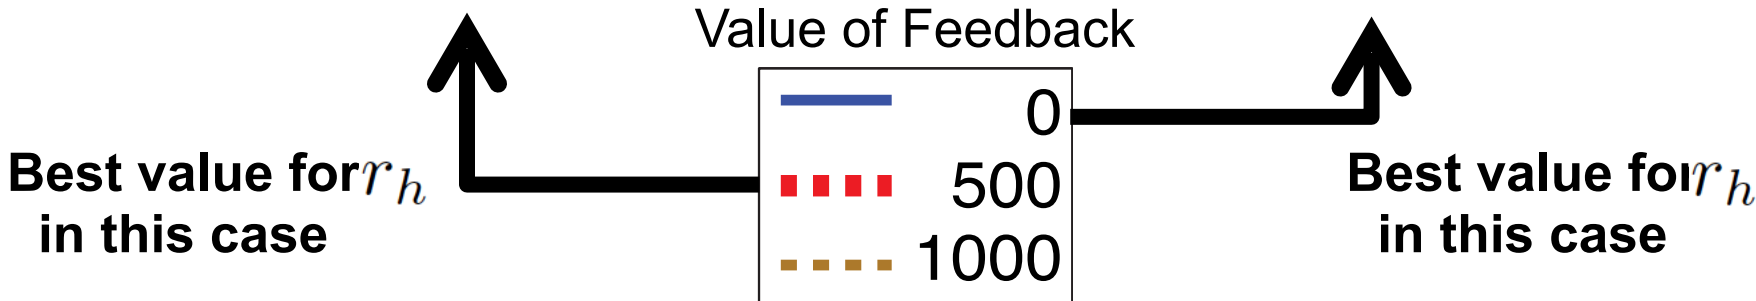 Value of Feedback
0
500
1000
Best value for r_h
in this case
Best value for r_h
in this case